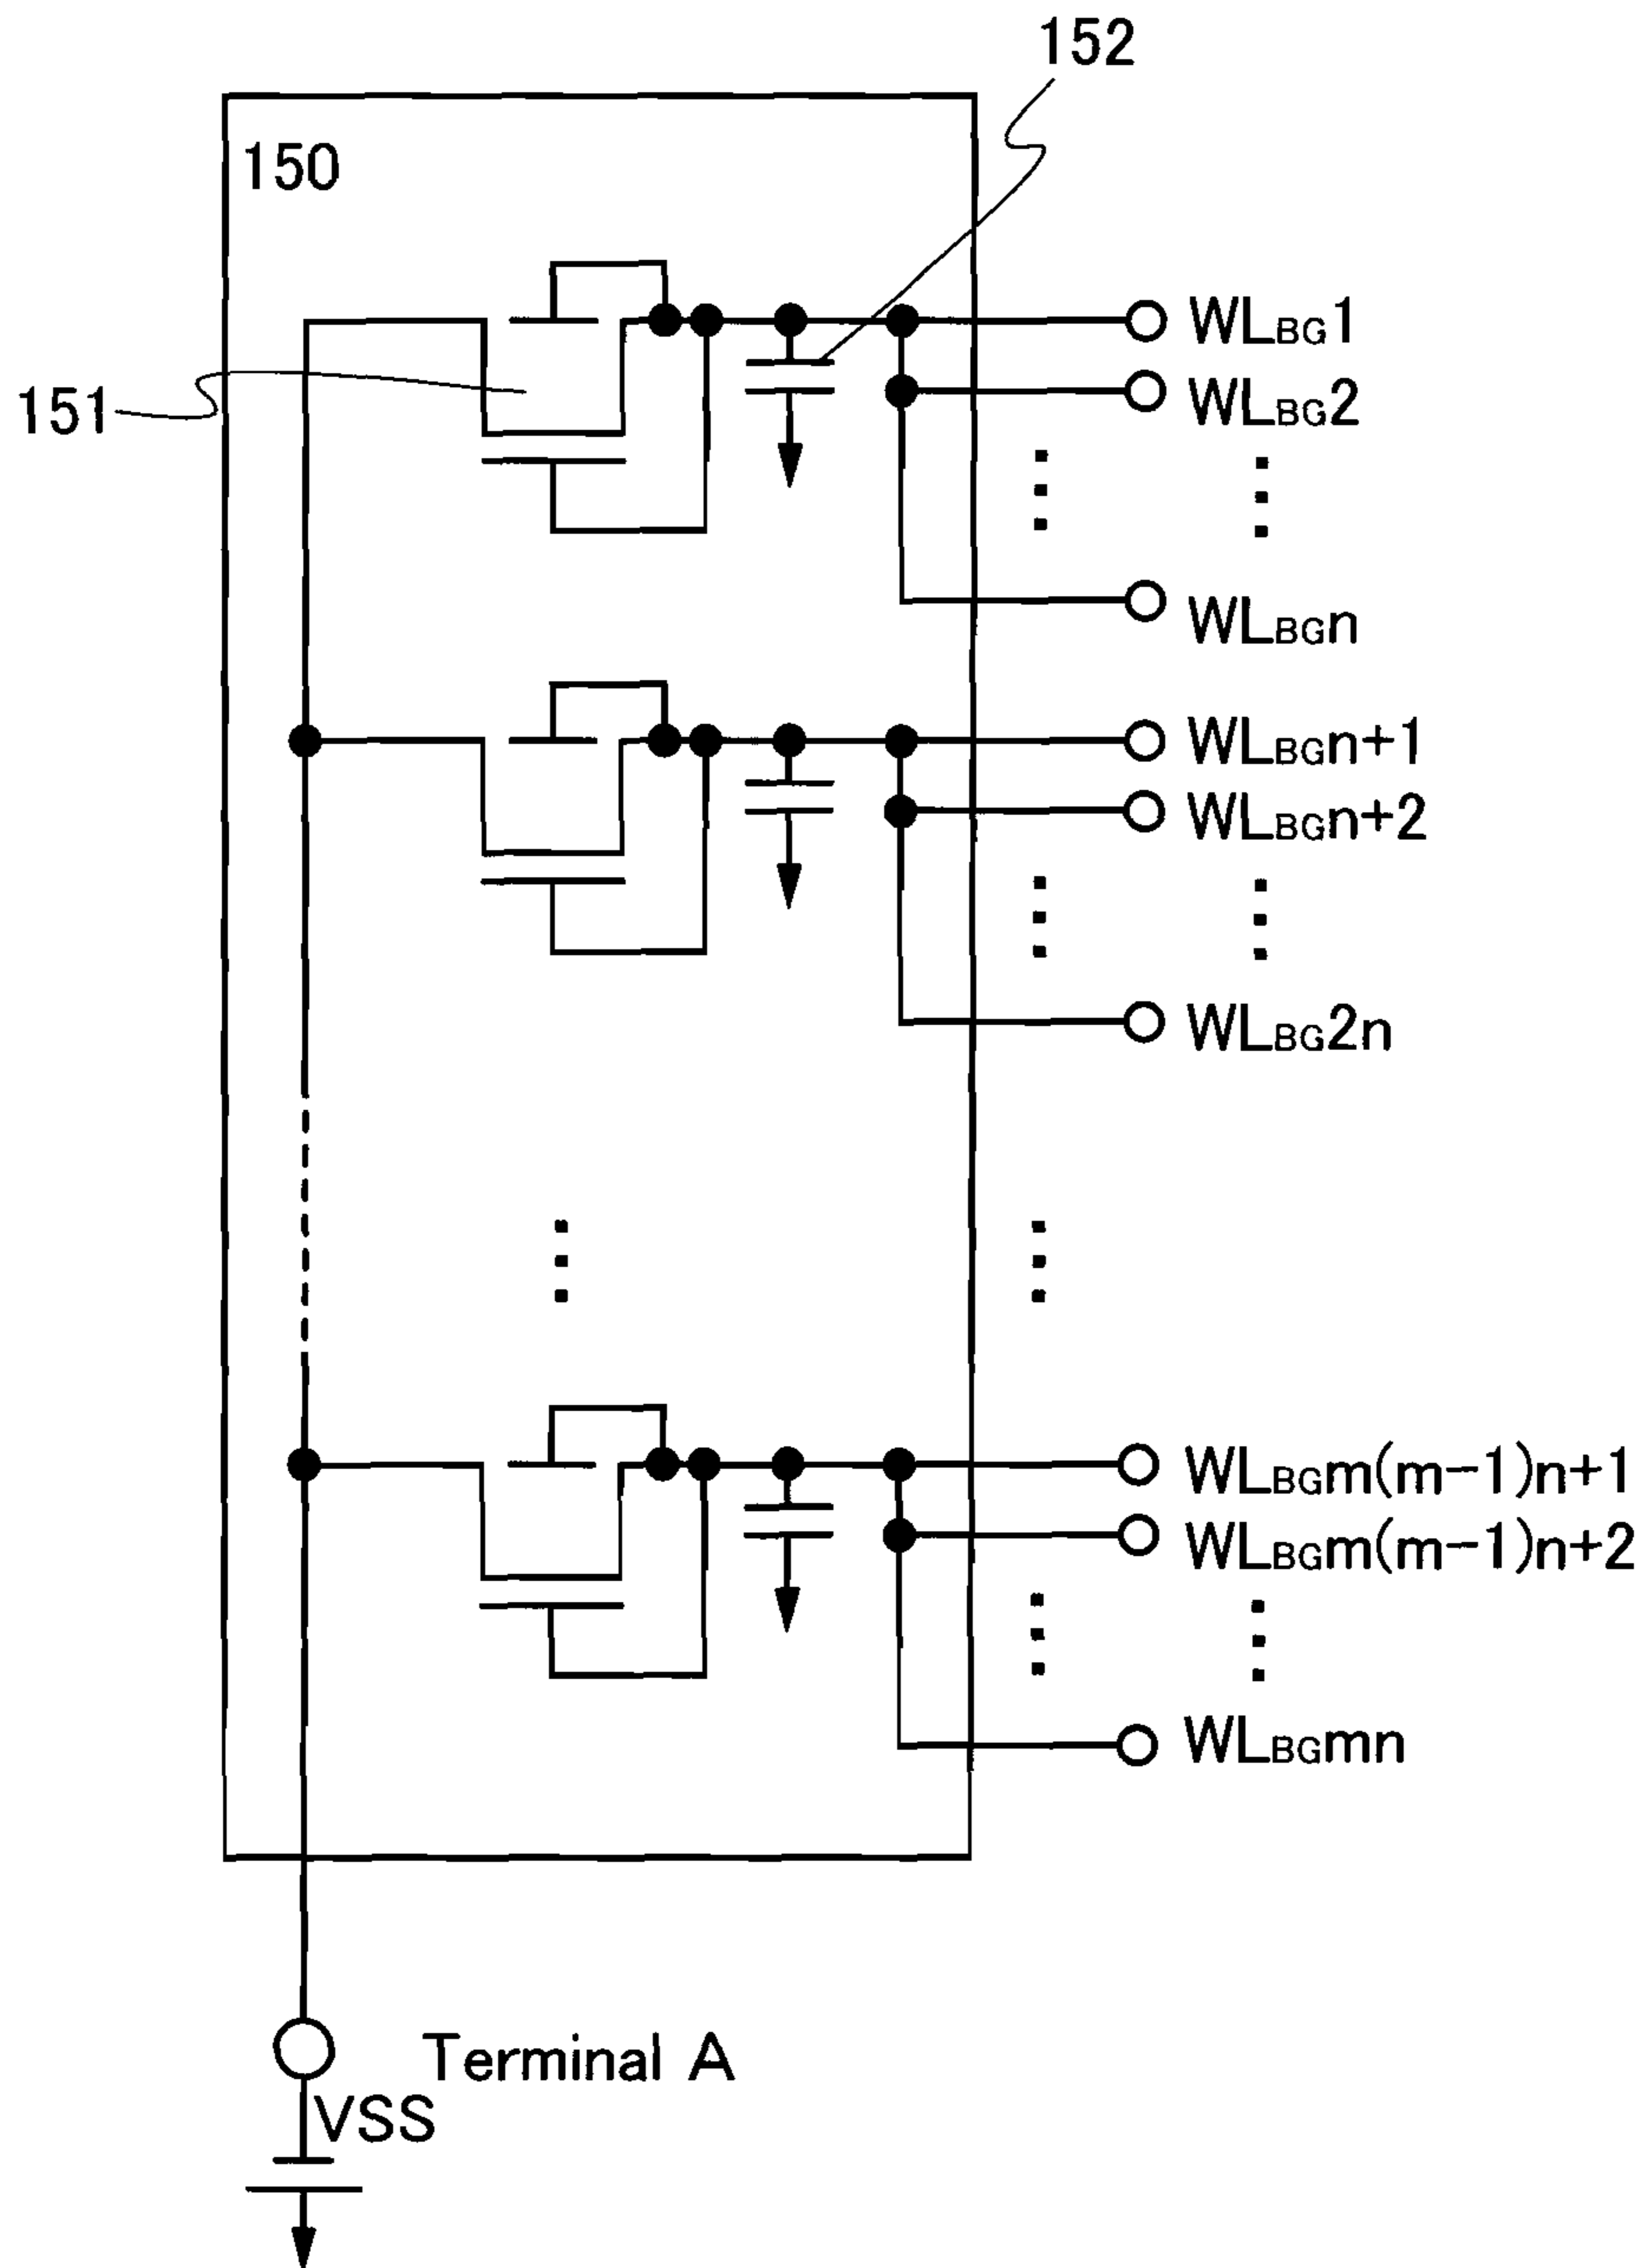 152
150
WLBG1
151
WLBG2
WLBGn
WLBGn+1
WLBGn+2
WLBG2n
WLBGm(m-1)n+1
WLBGm(m-1)n+2
WLBGmn
Terminal A
VSS